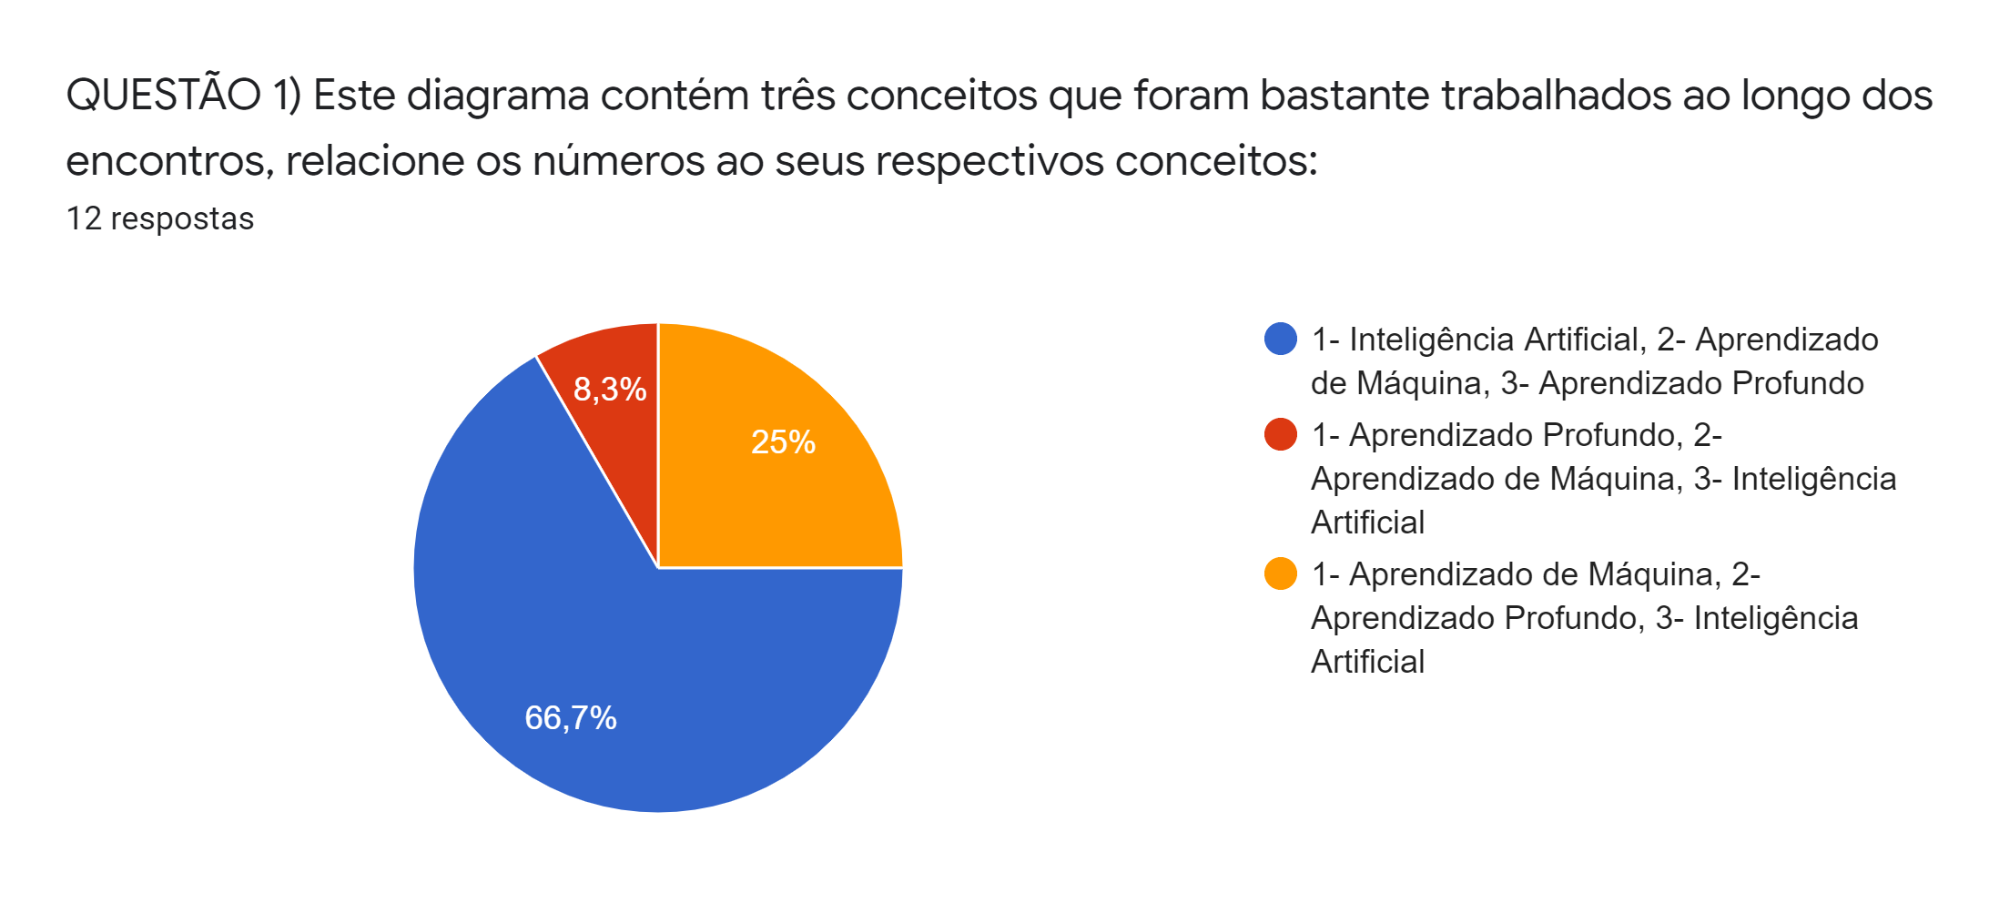 QUESTÃO 1) Este diagrama contém três conceitos que foram bastante trabalhados ao longo dos
encontros, relacione os números ao seus respectivos conceitos:
12 respostas
8,3%
25%
66,7%
1- Inteligência Artificial, 2- Aprendizado
de Máquina, 3- Aprendizado Profundo
1- Aprendizado Profundo, 2-
Aprendizado de Máquina, 3- Inteligência
Artificial
1- Aprendizado de Máquina, 2-
Aprendizado Profundo, 3- Inteligência
Artificial